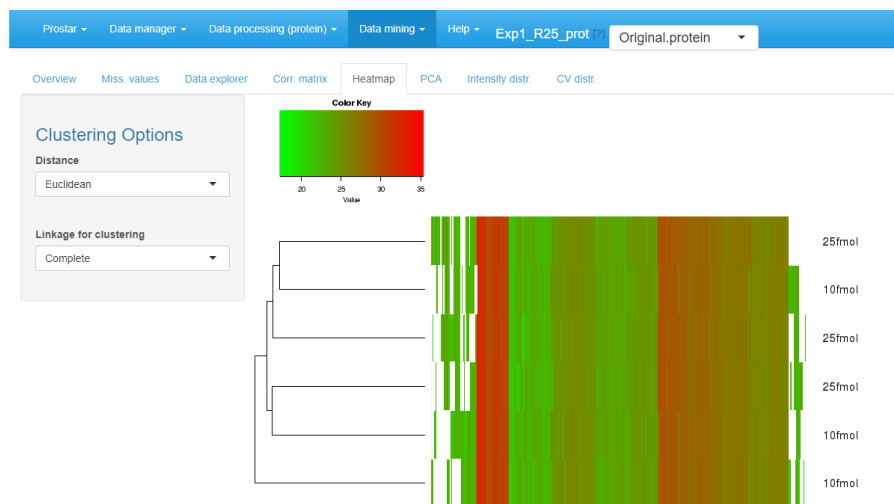 Prostar Data manager Data processing (protein) Data mining Help Exp1_R25_prot [?] Original.protein
Overview Miss. values Data explorer Corr. matrix Heatmap PCA Intensity distr. CV distr.
Clustering Options
Distance
Euclidean
Linkage for clustering
Complete
Color Key
20 25 30 35
Value
25fmol
10fmol
25fmol
25fmol
10fmol
10fmol